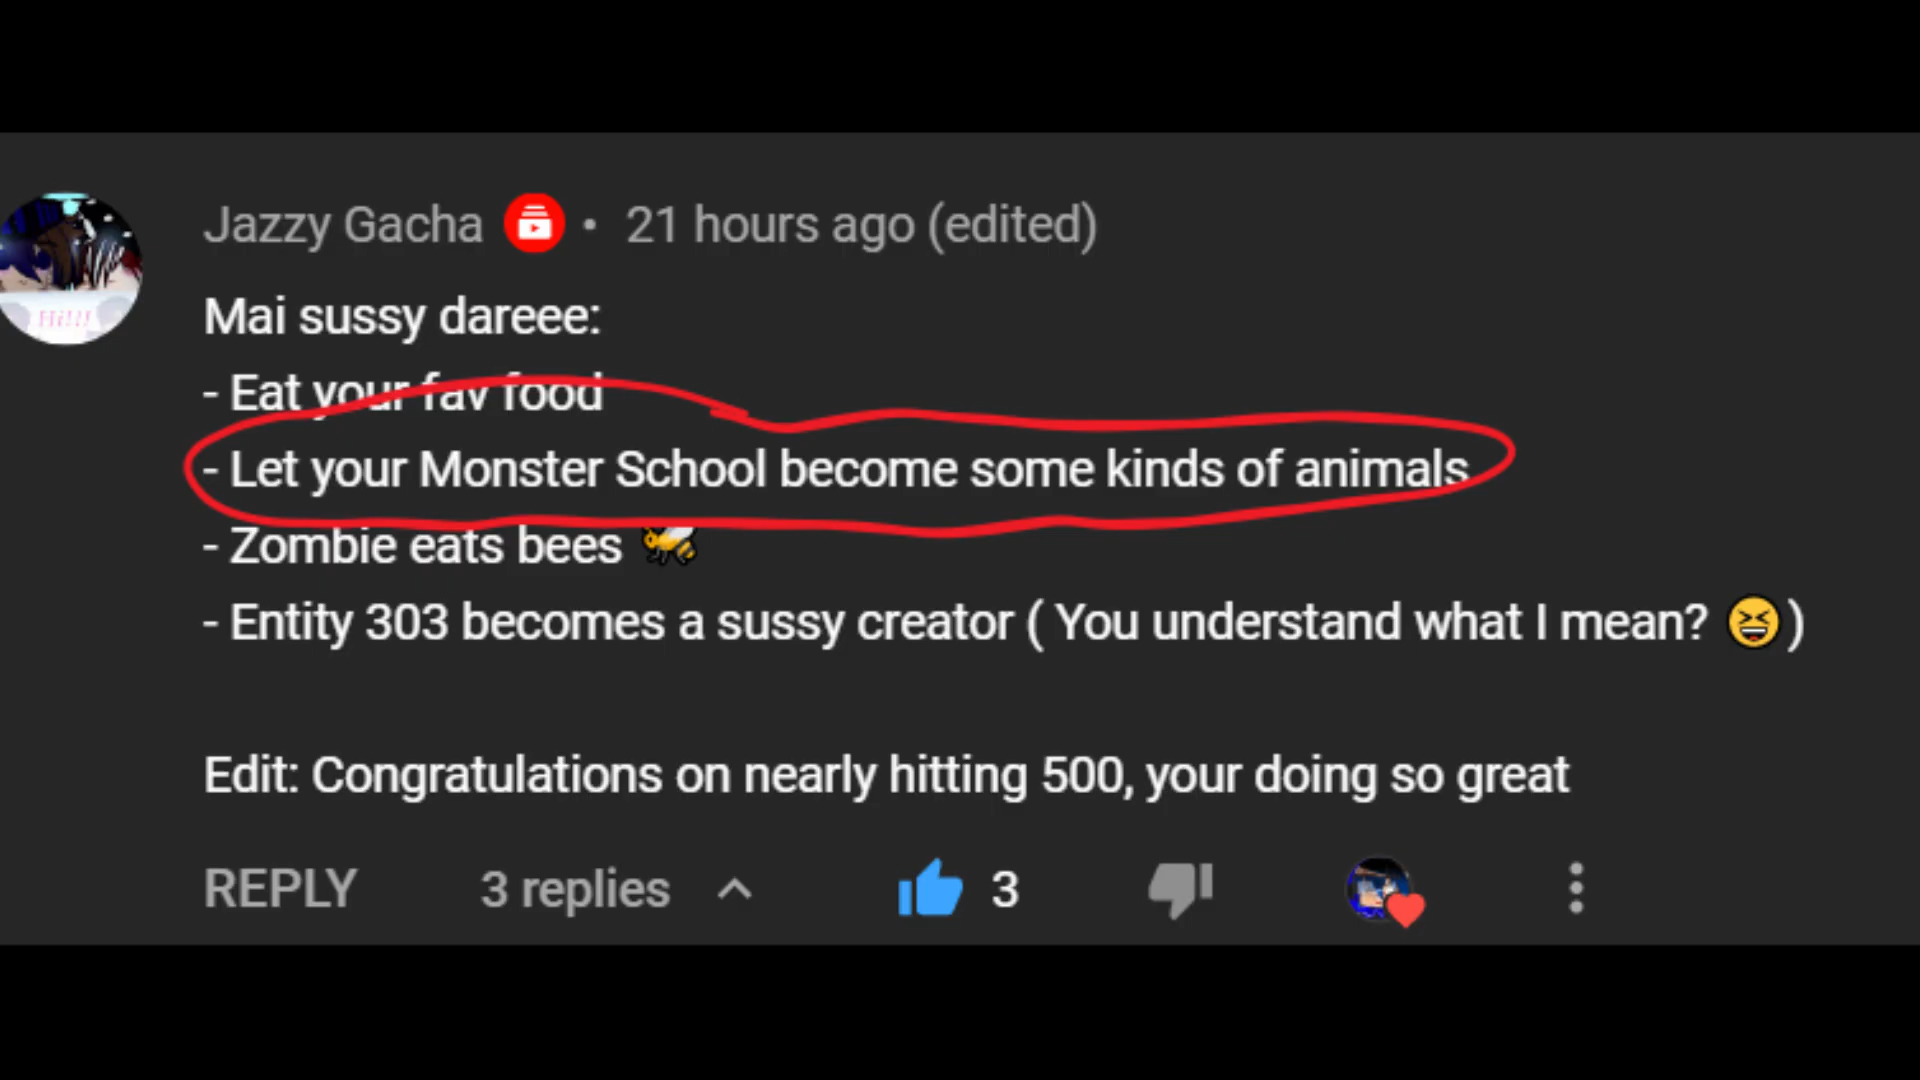 Jazzy Gacha • 21 hours ago (edited)
Hi!!!
Mai sussy dareee:
- Eat your fav food
- Let your Monster School become some kinds of animals
- Zombie eats bees 🐝
- Entity 303 becomes a sussy creator ( You understand what I mean? 😆)
Edit: Congratulations on nearly hitting 500, your doing so great
REPLY 3 replies 3